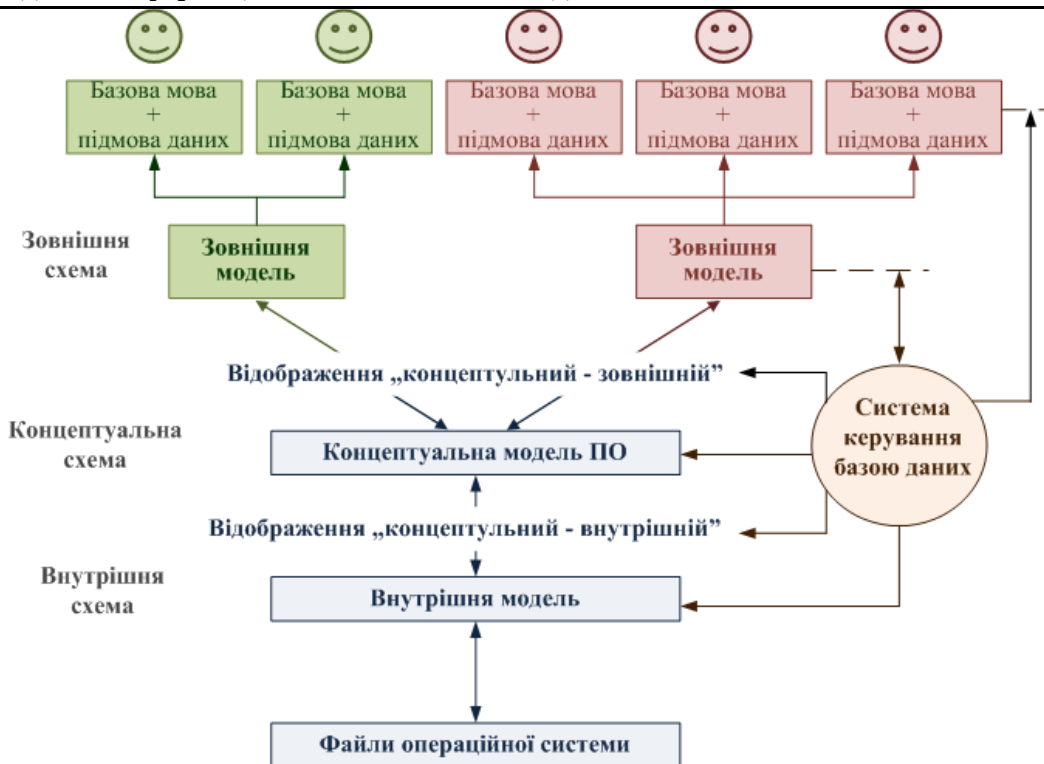 Базова мова
+
підмова даних
Базова мова
+
підмова даних
Базова мова
+
підмова даних
Базова мова
+
підмова даних
Базова мова
+
підмова даних
Зовнішня
схема
Зовнішня
модель
Зовнішня
модель
Відображення „концептульний - зовнішній”
Система
керування
базою даних
Концептуальна
схема
Концептуальна модель ПО
Відображення „концептульний - внутрішній”
Внутрішня
схема
Внутрішня модель
Файли операційної системи